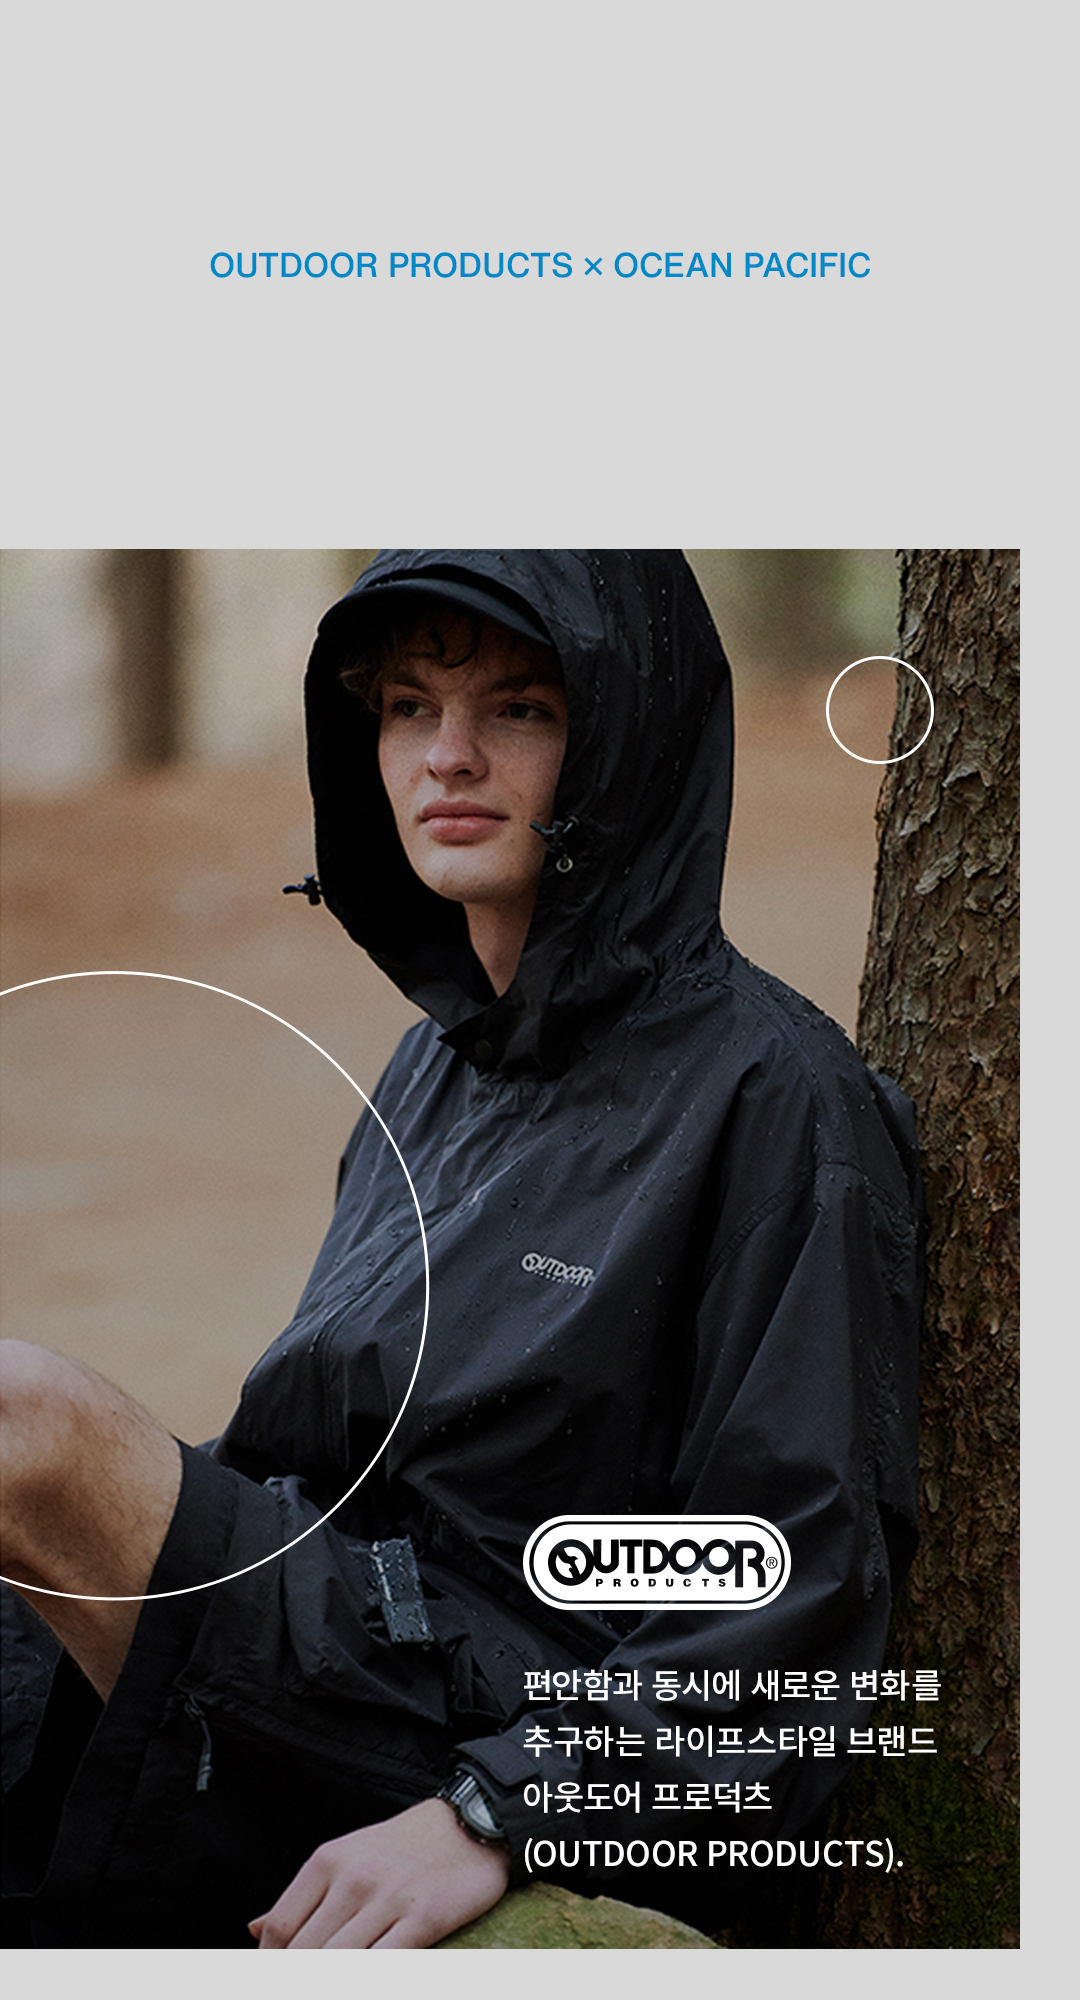 OUTDOOR PRODUCTS × OCEAN PACIFIC
OUTDOOR
OUTDOOR®
PRODUCTS
편안함과 동시에 새로운 변화를
추구하는 라이프스타일 브랜드
아웃도어 프로덕츠
(OUTDOOR PRODUCTS).